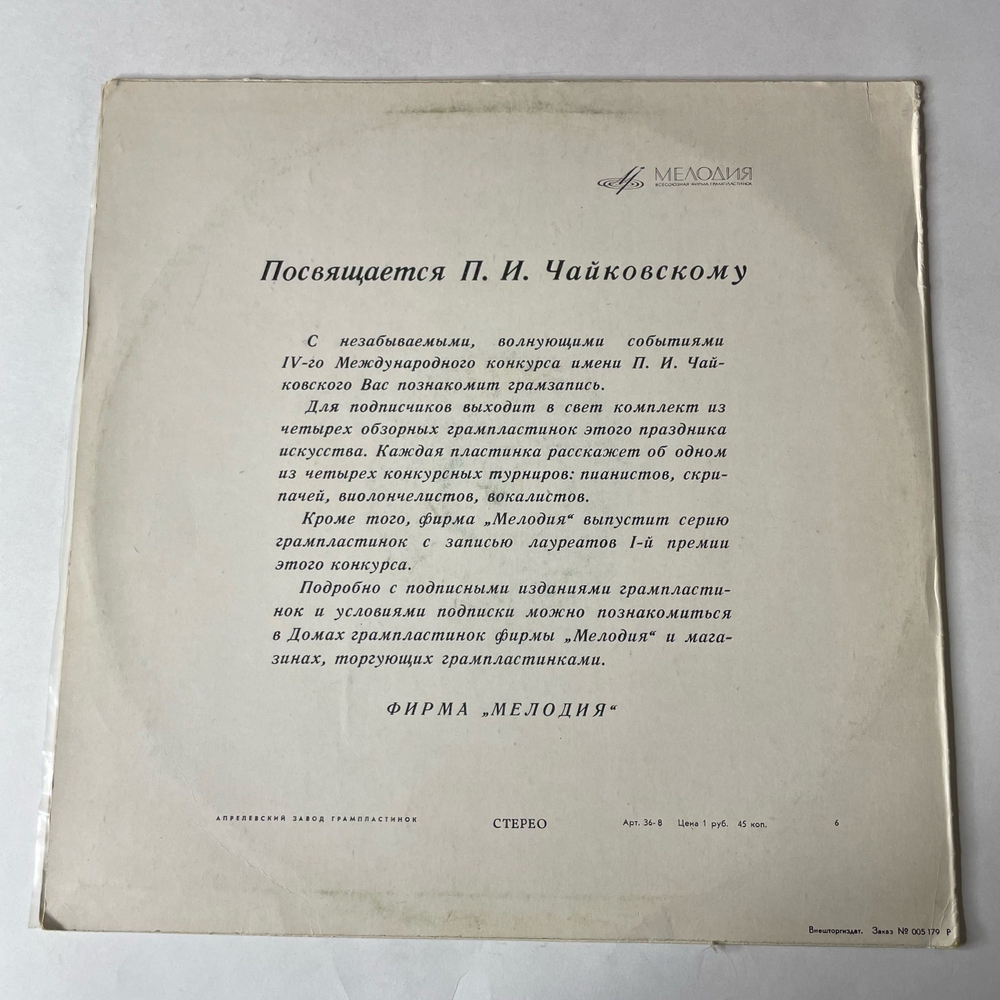 МЕЛОДИЯ
ВСЕСОЮЗНАЯ ФИРМА ГРАМПЛАСТИНОК
Посвящается П. И. Чайковскому
С незабываемыми, волнующими событиями
IV-го Международного конкурса имени П. И. Чай-
ковского Вас познакомит грамзапись.
Для подписчиков выходит в свет комплект из
четырех обзорных грампластинок этого праздника
искусства. Каждая пластинка расскажет об одном
из четырех конкурсных турниров: пианистов, скри-
пачей, виолончелистов, вокалистов.
Кроме того, фирма „Мелодия“ выпустит серию
грампластинок с записью лауреатов I-й премии
этого конкурса.
Подробно с подписными изданиями грампласти-
нок и условиями подписки можно познакомиться
в Домах грампластинок фирмы „Мелодия“ и мага-
зинах, торгующих грампластинками.
ФИРМА „МЕЛОДИЯ“
АПРЕЛЕВСКИЙ ЗАВОД ГРАМПЛАСТИНОК СТЕРЕО Арт. 36-8 Цена 1 руб. 45 коп. 6
Внешторгиздат. Заказ № 005179 Р